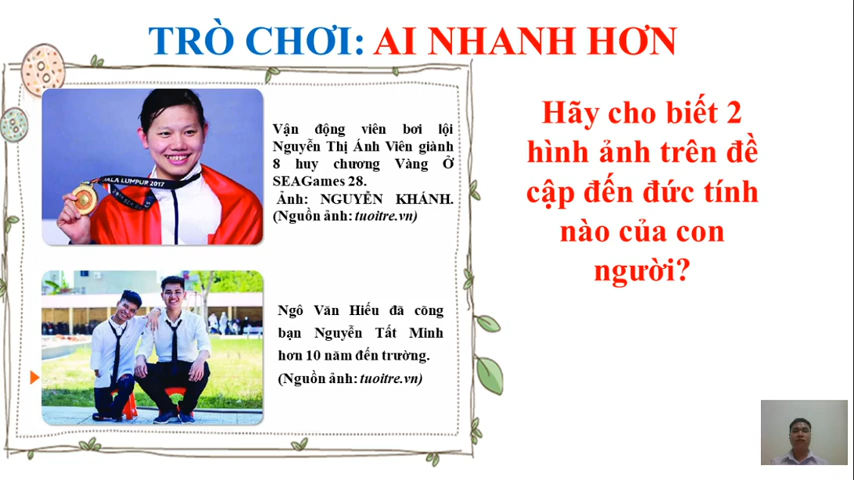 TRÒ CHƠI: AI NHANH HƠN
Vận động viên bơi lội
Nguyễn Thị Ánh Viên giành
8 huy chương Vàng Ở
SEAGames 28.
Ảnh: NGUYỄN KHÁNH.
(Nguồn ảnh: tuoitre.vn)
ALA LUMPUR 2017
Ngô Văn Hiếu đã cõng
bạn Nguyễn Tất Minh
hơn 10 năm đến trường.
(Nguồn ảnh: tuoitre.vn)
Hãy cho biết 2
hình ảnh trên đề
cập đến đức tính
nào của con
người?